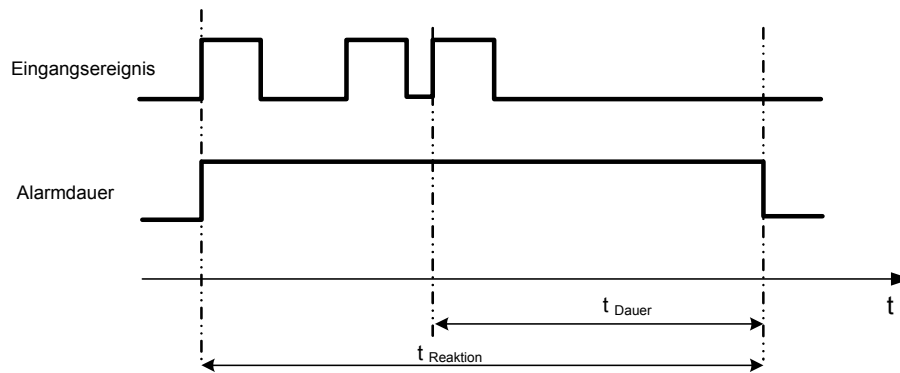 Eingangsereignis
Alarmdauer
t
t Dauer
t Reaktion